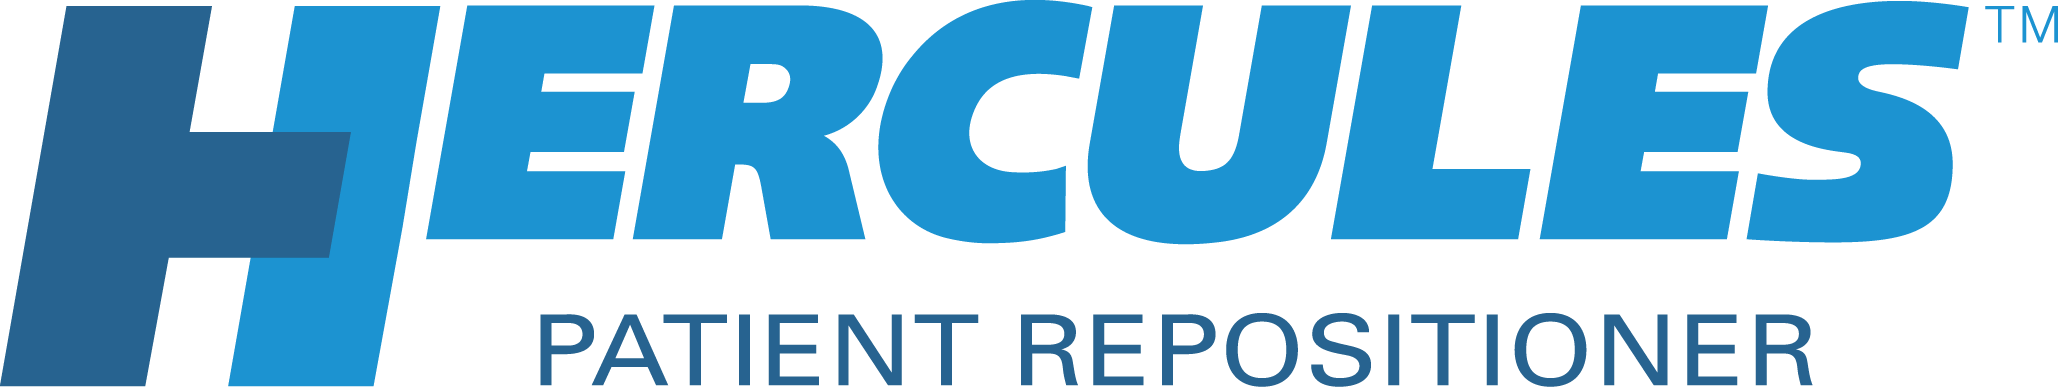 HERCULES™
PATIENT REPOSITIONER